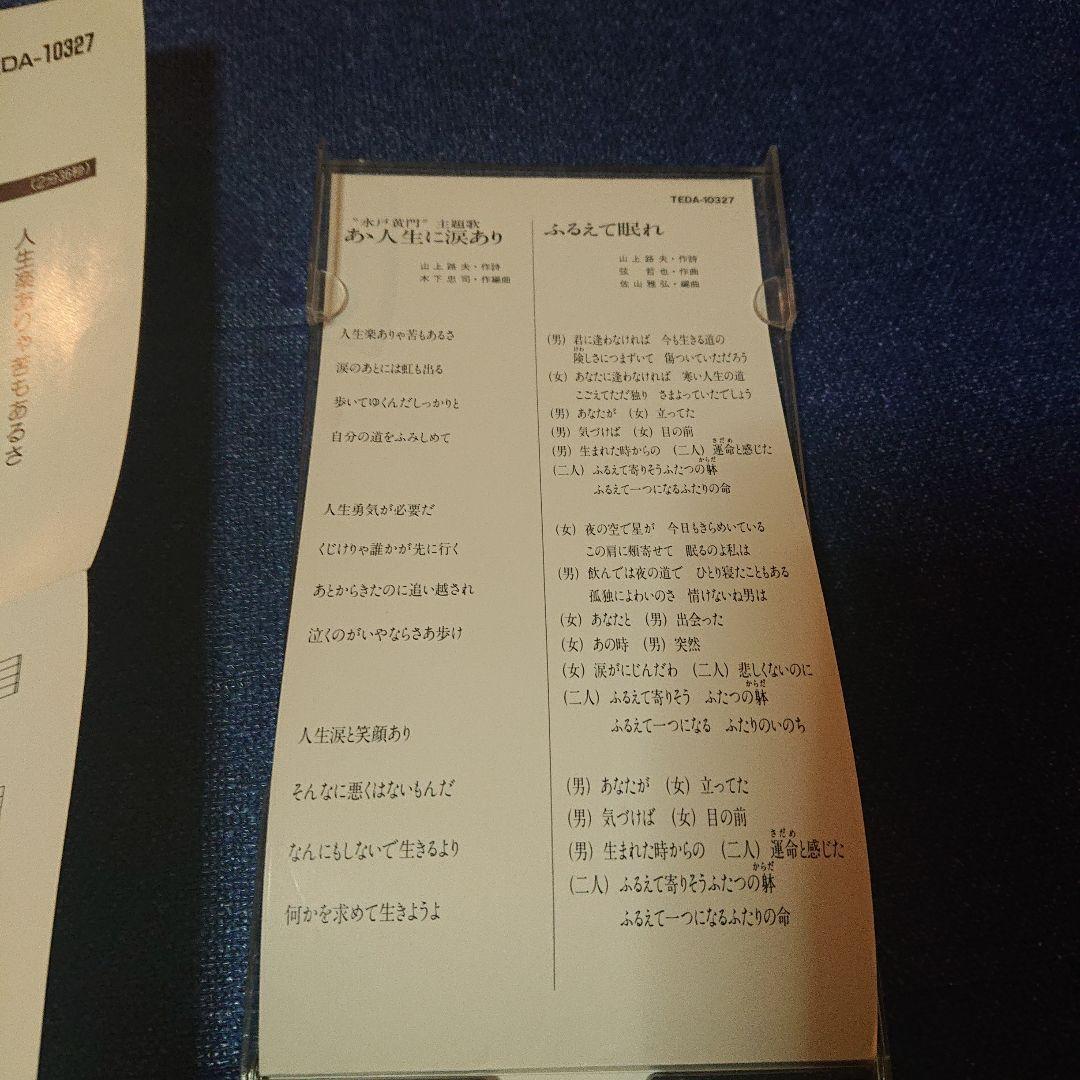 DA-10327
(2分36秒)
人生楽ありゃ苦もあるさ
TEDA-10327
"水戸黄門"主題歌
あゝ人生に涙あり
山上路夫・作詩
木下忠司・作編曲
人生楽ありゃ苦もあるさ
涙のあとには虹も出る
歩いてゆくんだしっかりと
自分の道をふみしめて
人生勇気が必要だ
くじけりゃ誰かが先に行く
あとからきたのに追い越され
泣くのがいやならさあ歩け
人生涙と笑顔あり
そんなに悪くはないもんだ
なんにもしないで生きるより
何かを求めて生きようよ
ふるえて眠れ
山上路夫・作詩
弦哲也・作曲
佐山雅弘・編曲
(男) 君に逢わなければ 今も生きる道の
けわ
険しさにつまずいて 傷ついていただろう
(女) あなたに逢わなければ 寒い人生の道
こごえてただ独り さまよっていたでしょう
(男) あなたが (女) 立ってた
(男) 気づけば (女) 目の前
さだめ
(男) 生まれた時からの (二人) 運命と感じた
からだ
(二人) ふるえて寄りそうふたつの躰
ふるえて一つになるふたりの命
(女) 夜の空で星が 今日もきらめいている
この肩に頬寄せて 眠るのよ私は
(男) 飲んでは夜の道で ひとり寝たこともある
孤独によわいのさ 情けないね男は
(女) あなたと (男) 出会った
(女) あの時 (男) 突然
(女) 涙がにじんだわ (二人) 悲しくないのに
からだ
(二人) ふるえて寄りそう ふたつの躰
ふるえて一つになる ふたりのいのち
(男) あなたが (女) 立ってた
(男) 気づけば (女) 目の前
さだめ
(男) 生まれた時からの (二人) 運命と感じた
からだ
(二人) ふるえて寄りそうふたつの躰
ふるえて一つになるふたりの命